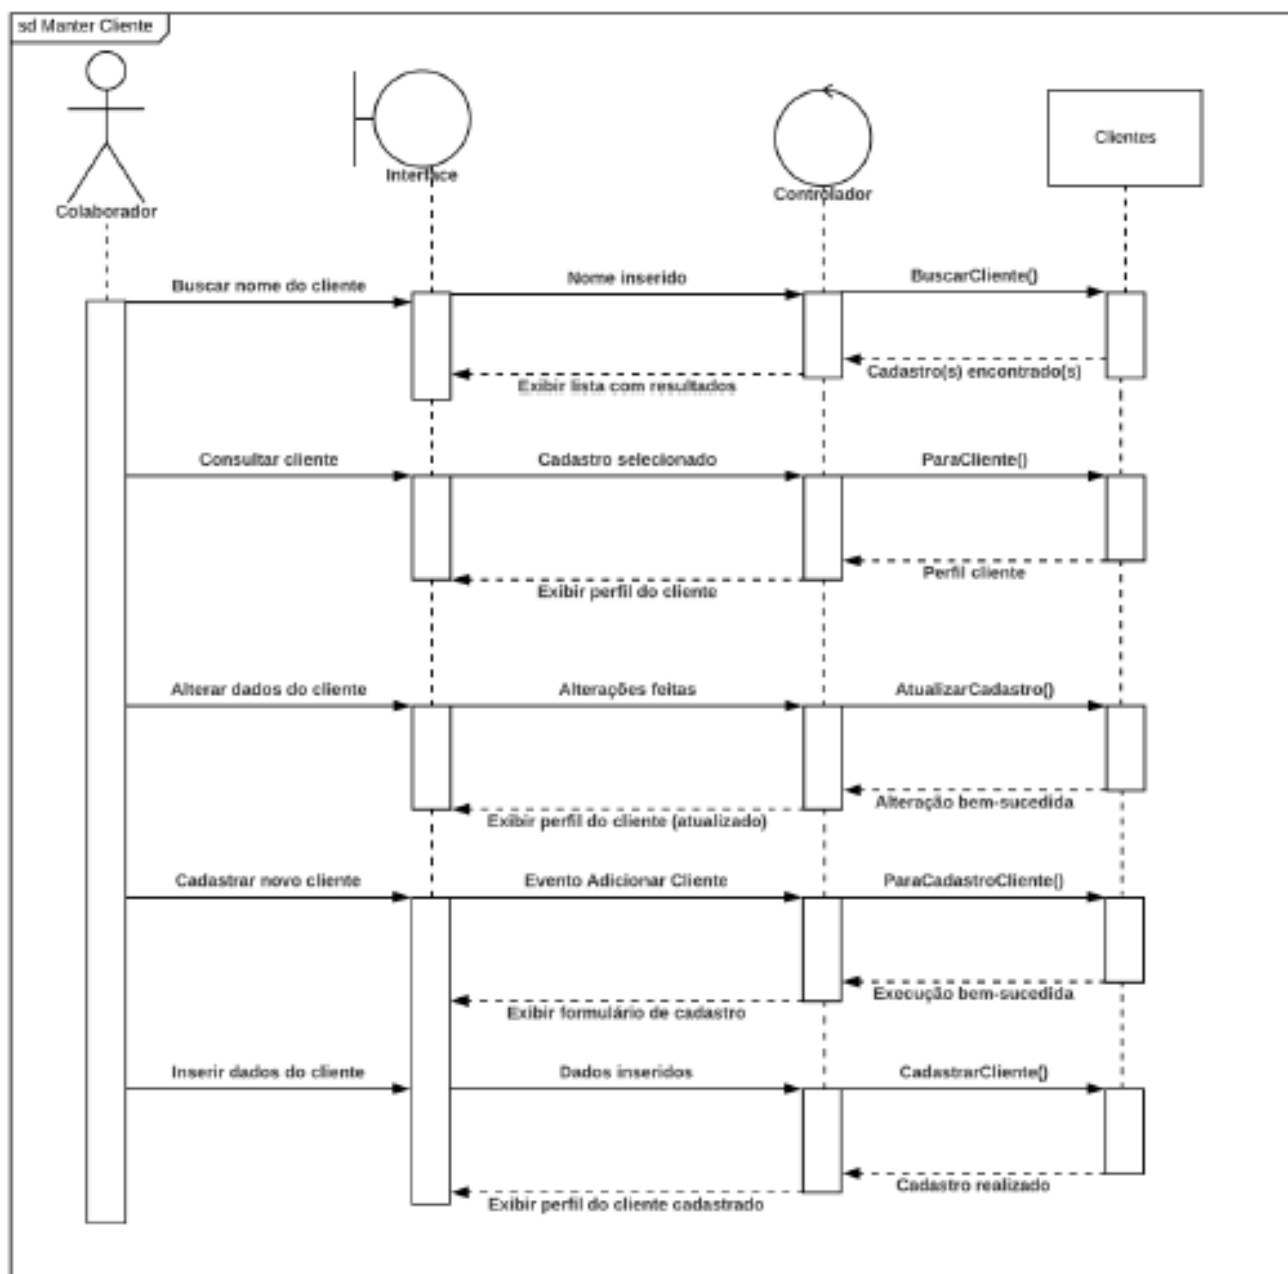 sd Manter Cliente
Clientes
Interface
Controlador
Colaborador
Buscar nome do cliente
Nome inserido
BuscarCliente()
Cadastro(s) encontrado(s)
Exibir lista com resultados
Consultar cliente
Cadastro selecionado
ParaCliente()
Perfil cliente
Exibir perfil do cliente
Alterar dados do cliente
Alterações feitas
AtualizarCadastro()
Alteração bem-sucedida
Exibir perfil do cliente (atualizado)
Cadastrar novo cliente
Evento Adicionar Cliente
ParaCadastroCliente()
Execução bem-sucedida
Exibir formulário de cadastro
Inserir dados do cliente
Dados inseridos
CadastrarCliente()
Cadastro realizado
Exibir perfil do cliente cadastrado